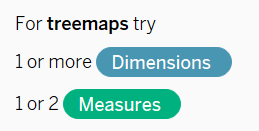 For treemaps try
1 or more Dimensions
1 or 2 Measures